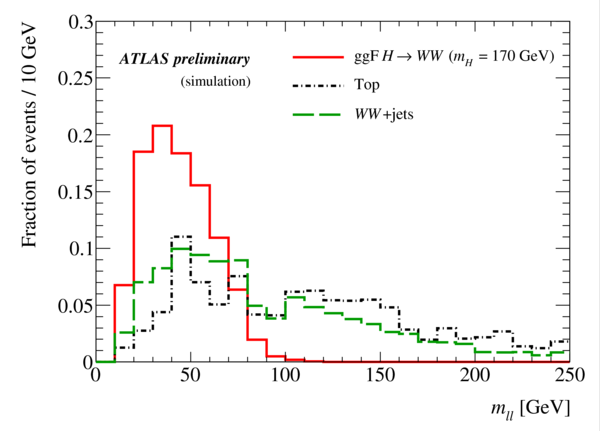 Fraction of events / 10 GeV
0.3
0.25
0.2
0.15
0.1
0.05
0
ATLAS preliminary
(simulation)
ggF H → WW (m_H = 170 GeV)
Top
WW+jets
0 50 100 150 200 250
m_ll [GeV]